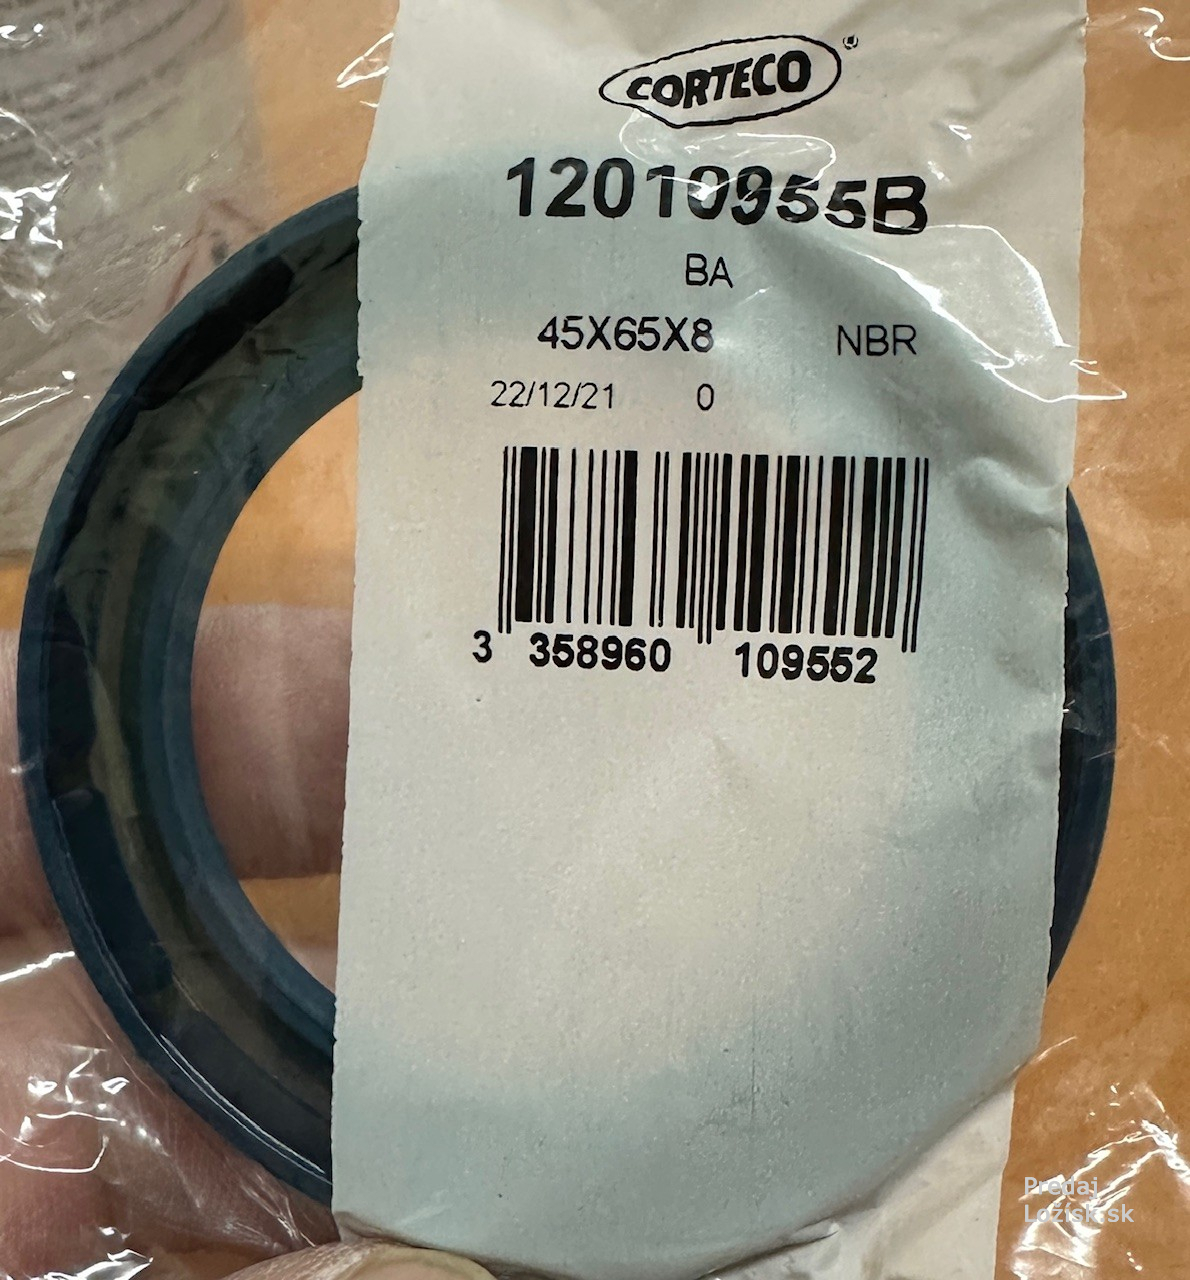 CORTECO®
12010955B
BA
45X65X8 NBR
22/12/21 0
3 358960 109552
Predaj
Ložísk.sk